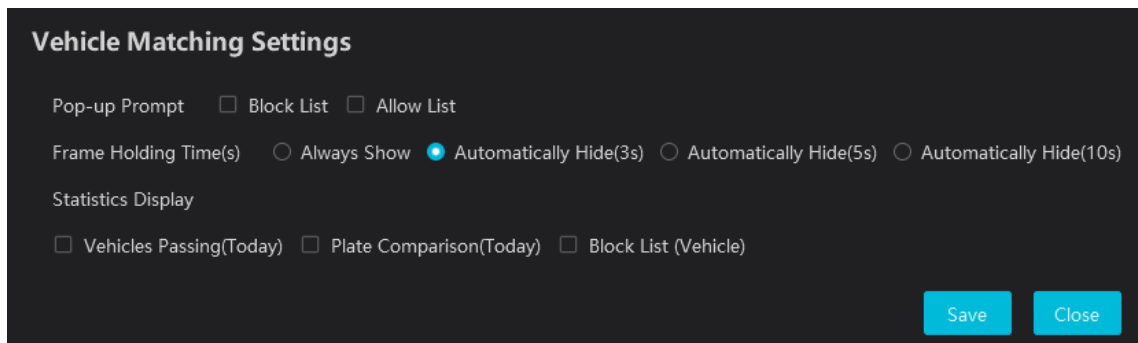 Vehicle Matching Settings
Pop-up Prompt Block List Allow List
Frame Holding Time(s) Always Show Automatically Hide(3s) Automatically Hide(5s) Automatically Hide(10s)
Statistics Display
Vehicles Passing(Today) Plate Comparison(Today) Block List (Vehicle)
Save Close